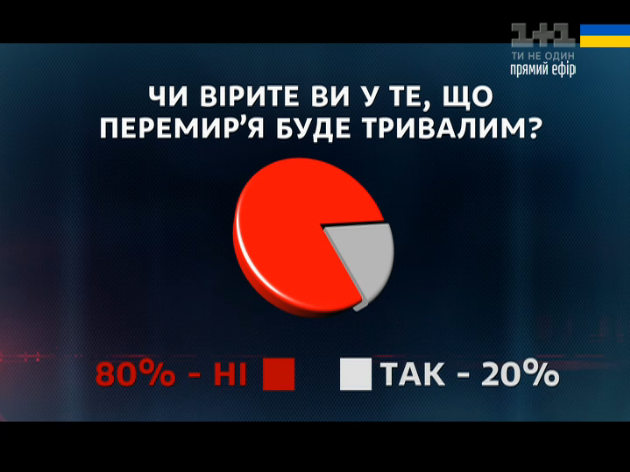 1+1
ТИ НЕ ОДИН
ПРЯМИЙ ЕФІР
ЧИ ВІРИТЕ ВИ У ТЕ, ЩО
ПЕРЕМИР'Я БУДЕ ТРИВАЛИМ?
80% - НІ
ТАК - 20%